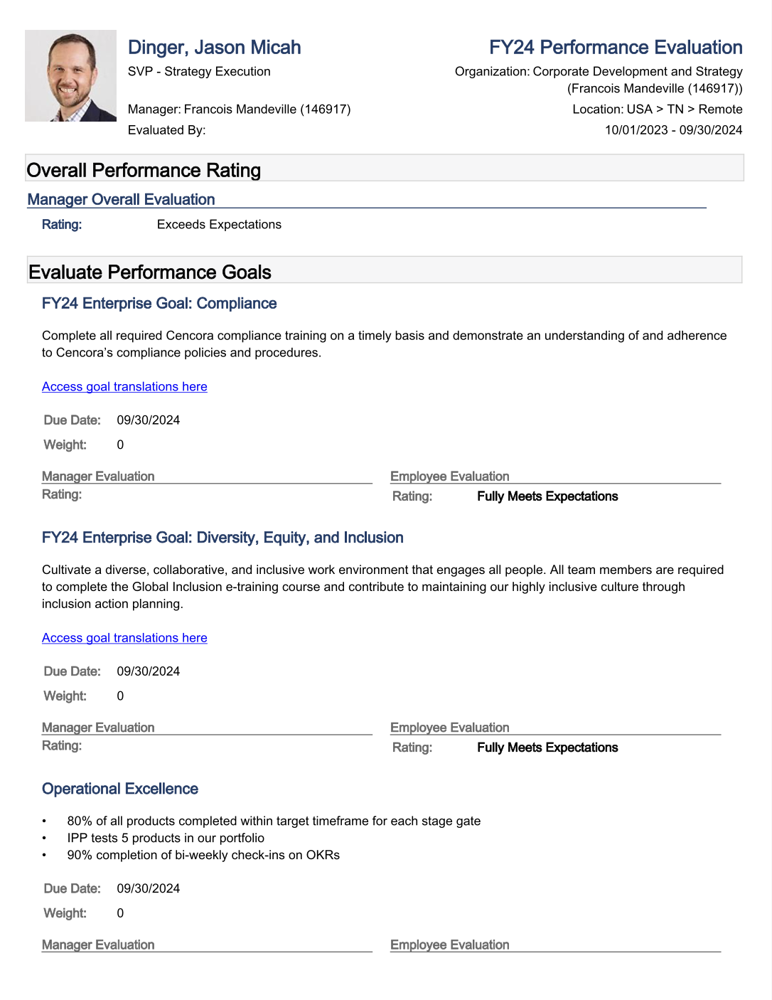 Dinger, Jason Micah
SVP - Strategy Execution
Manager: Francois Mandeville (146917)
Evaluated By:
FY24 Performance Evaluation
Organization: Corporate Development and Strategy
(Francois Mandeville (146917))
Location: USA > TN > Remote
10/01/2023 - 09/30/2024
Overall Performance Rating
Manager Overall Evaluation
Rating: Exceeds Expectations
Evaluate Performance Goals
FY24 Enterprise Goal: Compliance
Complete all required Cencora compliance training on a timely basis and demonstrate an understanding of and adherence
to Cencora’s compliance policies and procedures.
Access goal translations here
Due Date: 09/30/2024
Weight: 0
Manager Evaluation
Rating:
Employee Evaluation
Rating: Fully Meets Expectations
FY24 Enterprise Goal: Diversity, Equity, and Inclusion
Cultivate a diverse, collaborative, and inclusive work environment that engages all people. All team members are required
to complete the Global Inclusion e-training course and contribute to maintaining our highly inclusive culture through
inclusion action planning.
Access goal translations here
Due Date: 09/30/2024
Weight: 0
Manager Evaluation
Rating:
Employee Evaluation
Rating: Fully Meets Expectations
Operational Excellence
• 80% of all products completed within target timeframe for each stage gate
• IPP tests 5 products in our portfolio
• 90% completion of bi-weekly check-ins on OKRs
Due Date: 09/30/2024
Weight: 0
Manager Evaluation
Employee Evaluation